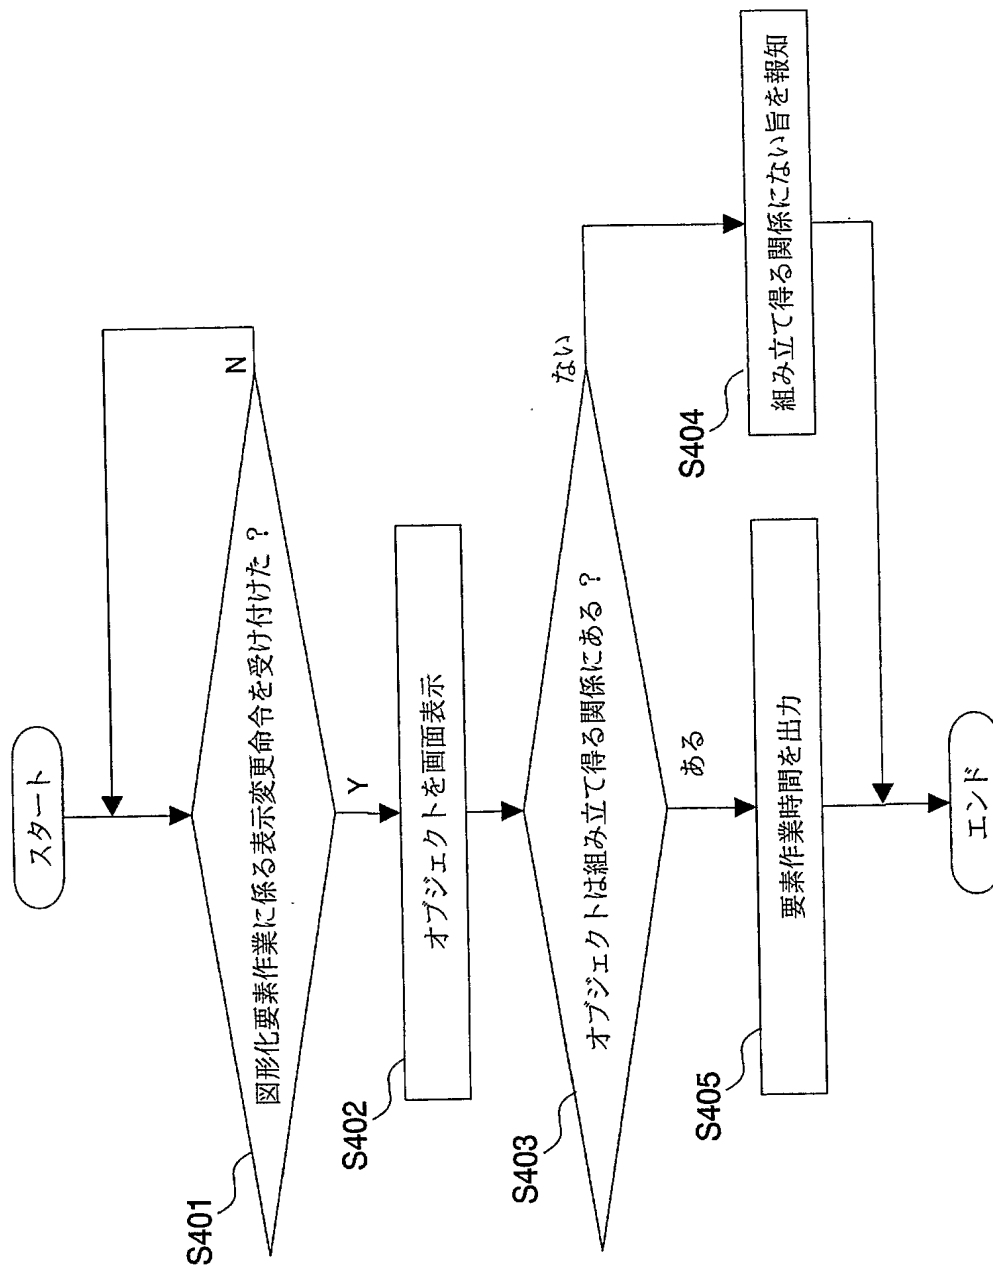 スタート
S401
図形化要素作業に係る表示変更命令を受け付けた？
N
Y
S402
オブジェクトを画面表示
S403
オブジェクトは組み立て得る関係にある？
ない
ある
S404
組み立て得る関係にない旨を報知
S405
要素作業時間を出力
エンド